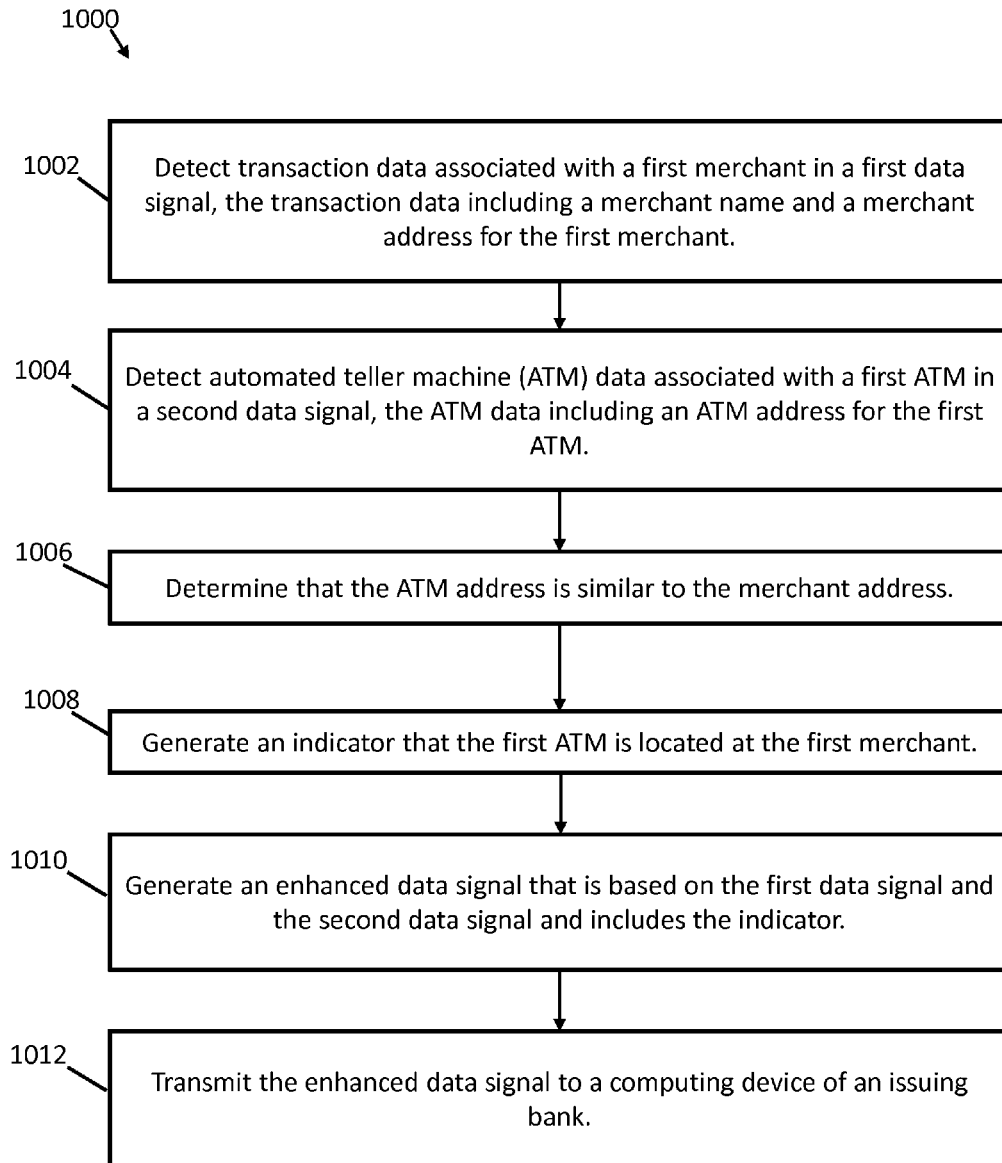 1000
1002
Detect transaction data associated with a first merchant in a first data
signal, the transaction data including a merchant name and a merchant
address for the first merchant.
1004
Detect automated teller machine (ATM) data associated with a first ATM in
a second data signal, the ATM data including an ATM address for the first
ATM.
1006
Determine that the ATM address is similar to the merchant address.
1008
Generate an indicator that the first ATM is located at the first merchant.
1010
Generate an enhanced data signal that is based on the first data signal and
the second data signal and includes the indicator.
1012
Transmit the enhanced data signal to a computing device of an issuing
bank.